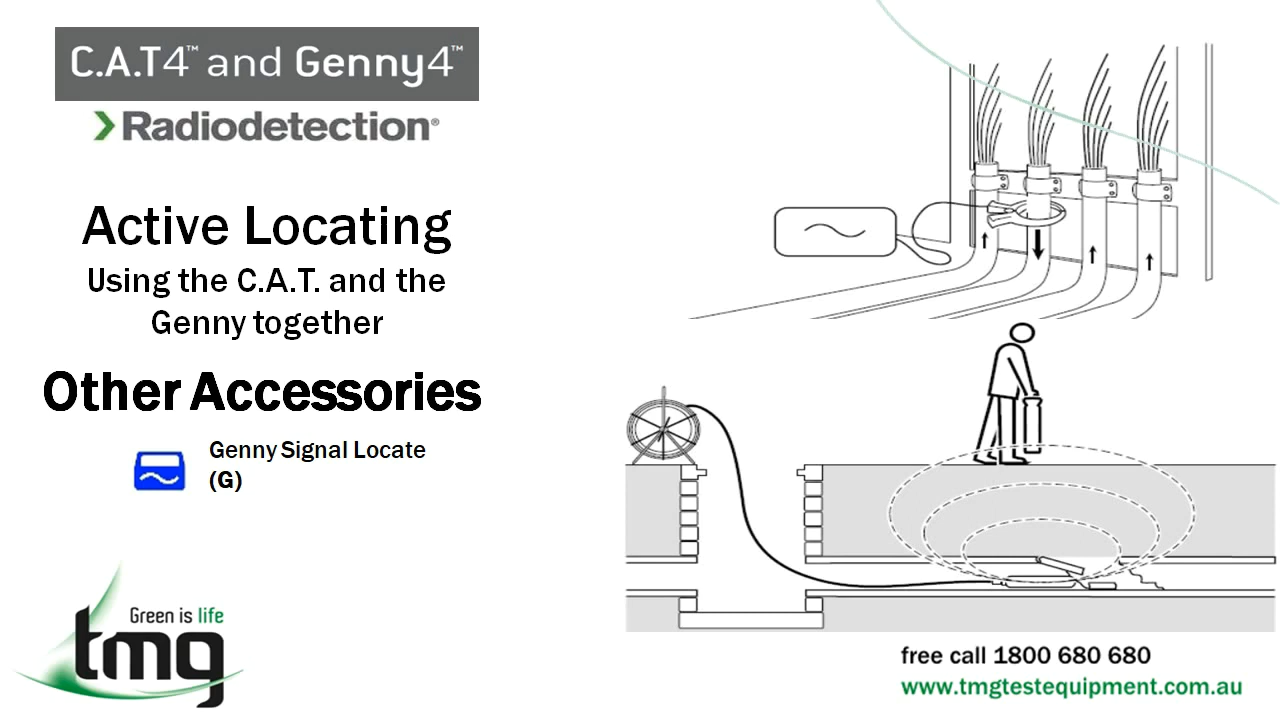 C.A.T4™ and Genny4™
Radiodetection®
Active Locating
Using the C.A.T. and the
Genny together
Other Accessories
Genny Signal Locate
(G)
Green is life
tmg
free call 1800 680 680
www.tmgtestequipment.com.au